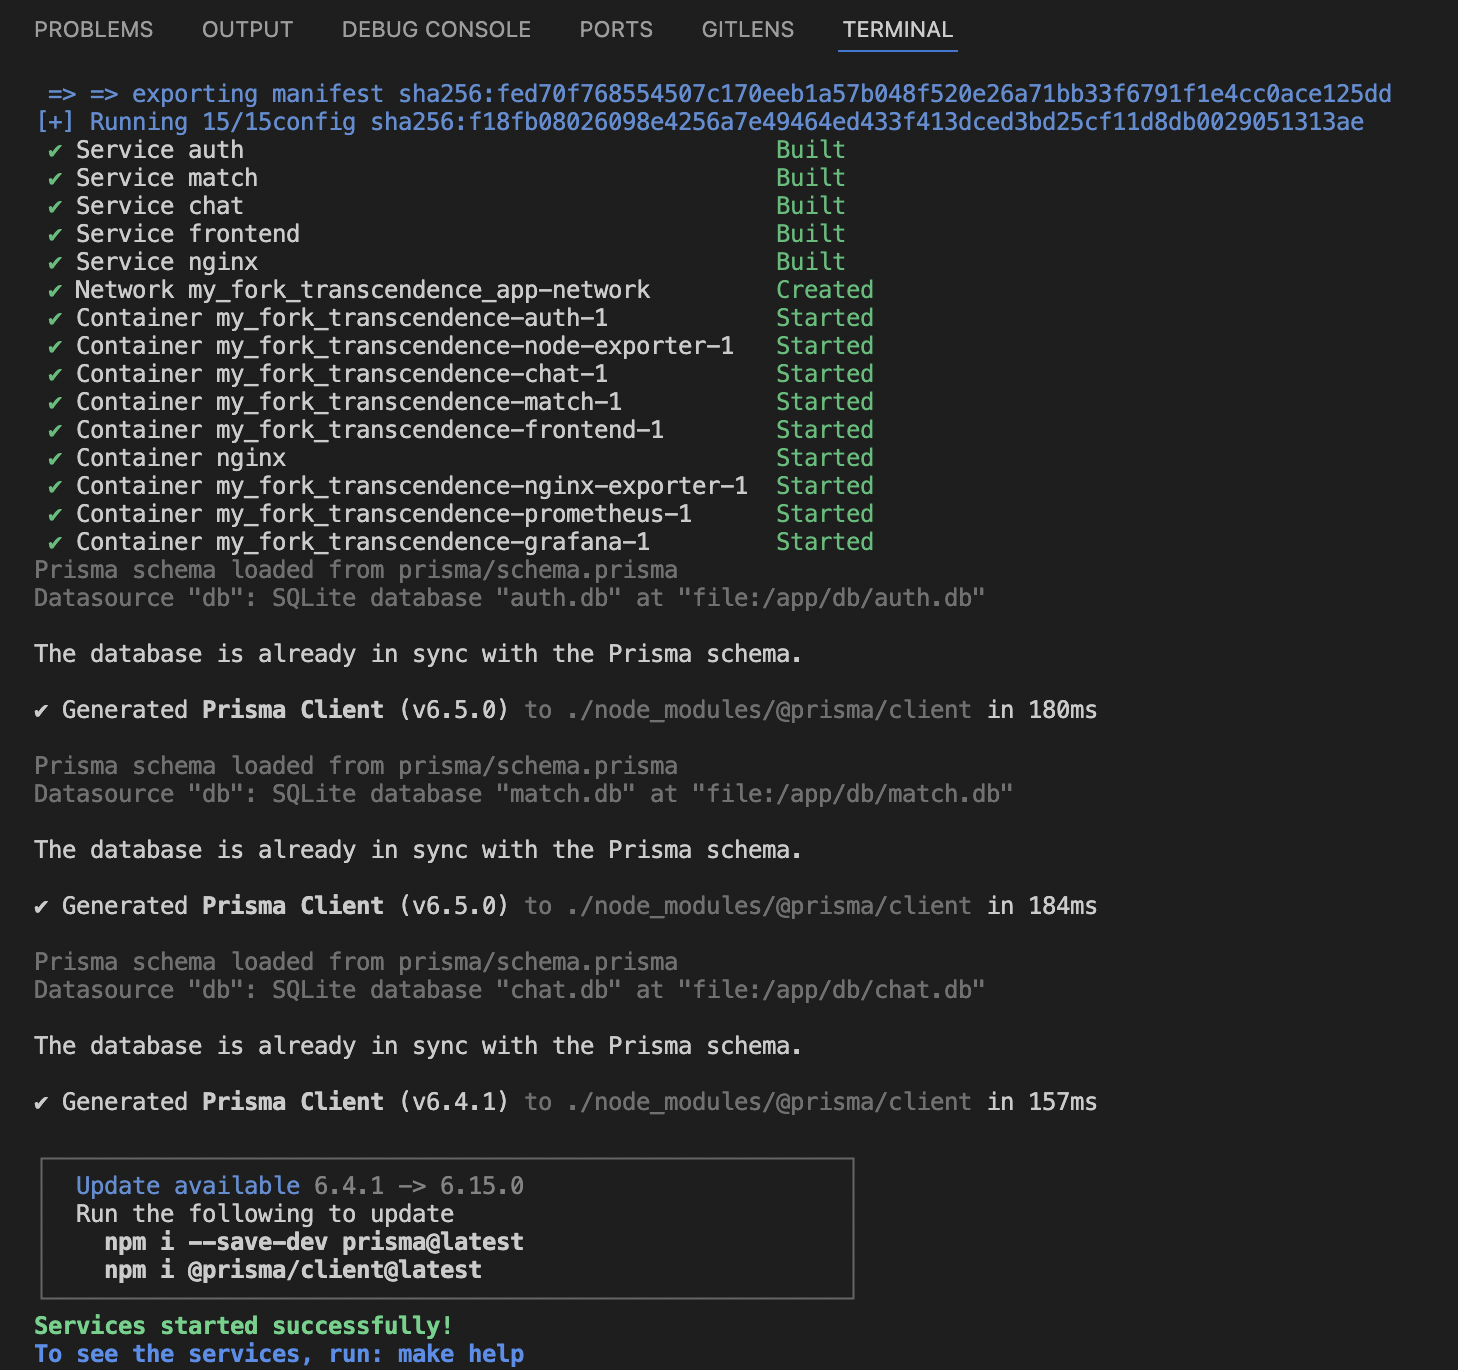 PROBLEMS OUTPUT DEBUG CONSOLE PORTS GITLENS TERMINAL
=> => exporting manifest sha256:fed70f768554507c170eeb1a57b048f520e26a71bb33f6791f1e4cc0ace125dd
[+] Running 15/15config sha256:f18fb08026098e4256a7e49464ed433f413dced3bd25cf11d8db0029051313ae
✔ Service auth Built
✔ Service match Built
✔ Service chat Built
✔ Service frontend Built
✔ Service nginx Built
✔ Network my_fork_transcendence_app-network Created
✔ Container my_fork_transcendence-auth-1 Started
✔ Container my_fork_transcendence-node-exporter-1 Started
✔ Container my_fork_transcendence-chat-1 Started
✔ Container my_fork_transcendence-match-1 Started
✔ Container my_fork_transcendence-frontend-1 Started
✔ Container nginx Started
✔ Container my_fork_transcendence-nginx-exporter-1 Started
✔ Container my_fork_transcendence-prometheus-1 Started
✔ Container my_fork_transcendence-grafana-1 Started
Prisma schema loaded from prisma/schema.prisma
Datasource "db": SQLite database "auth.db" at "file:/app/db/auth.db"
The database is already in sync with the Prisma schema.
✔ Generated Prisma Client (v6.5.0) to ./node_modules/@prisma/client in 180ms
Prisma schema loaded from prisma/schema.prisma
Datasource "db": SQLite database "match.db" at "file:/app/db/match.db"
The database is already in sync with the Prisma schema.
✔ Generated Prisma Client (v6.5.0) to ./node_modules/@prisma/client in 184ms
Prisma schema loaded from prisma/schema.prisma
Datasource "db": SQLite database "chat.db" at "file:/app/db/chat.db"
The database is already in sync with the Prisma schema.
✔ Generated Prisma Client (v6.4.1) to ./node_modules/@prisma/client in 157ms
Update available 6.4.1 -> 6.15.0
Run the following to update
npm i --save-dev prisma@latest
npm i @prisma/client@latest
Services started successfully!
To see the services, run: make help